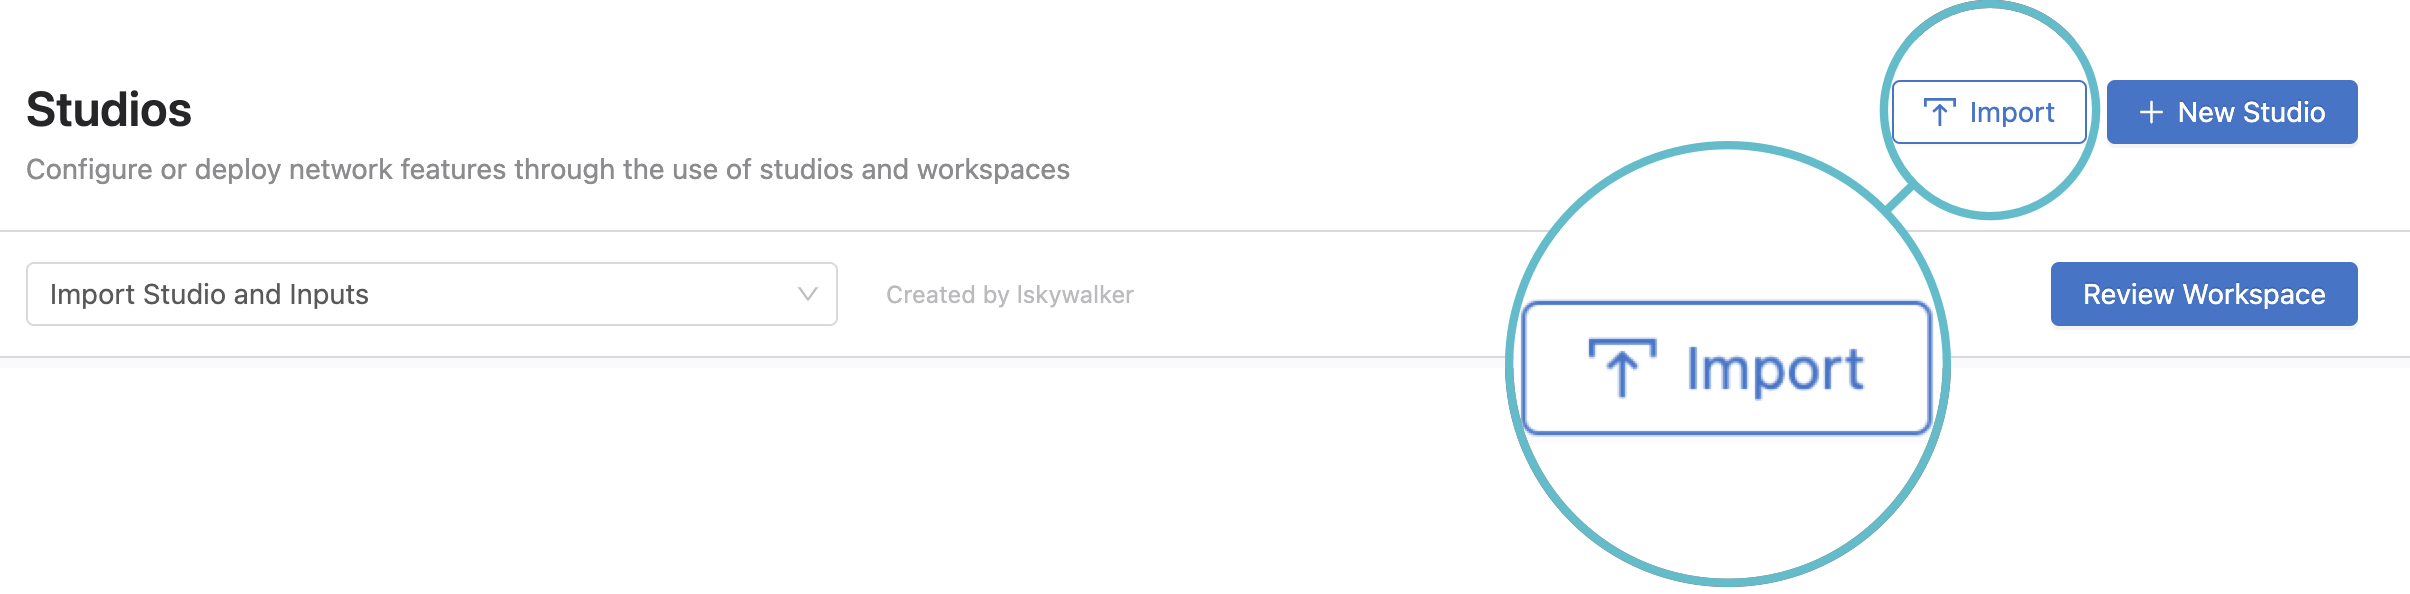 Studios
Import
New Studio
Configure or deploy network features through the use of studios and workspaces
Import Studio and Inputs
Created by lskywalker
Review Workspace
Import